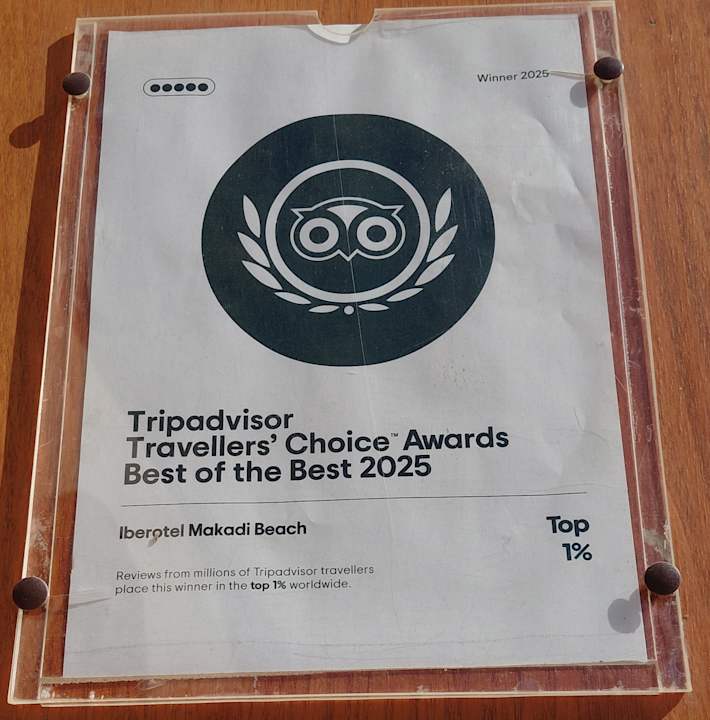 Winner 2025
Tripadvisor
Travellers' Choice™ Awards
Best of the Best 2025
Iberotel Makadi Beach
Top
1%
Reviews from millions of Tripadvisor travellers
place this winner in the top 1% worldwide.